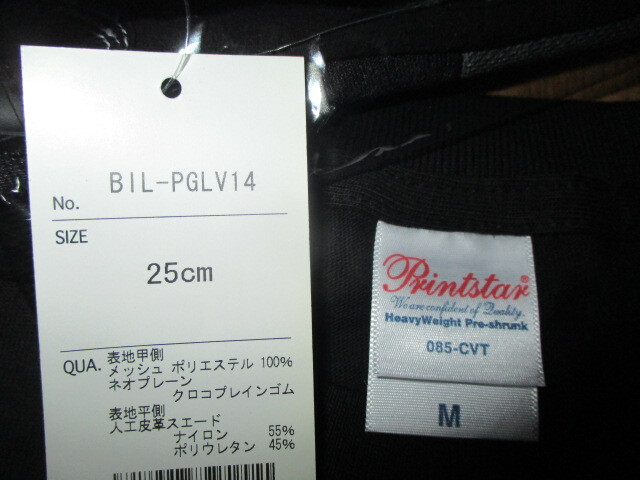 No. BIL-PGLV14
SIZE
25cm
QUA. 表地甲側
メッシュ ポリエステル 100%
ネオプレーン
クロコプレインゴム
表地平側
人工皮革スエード
ナイロン 55%
ポリウレタン 45%
Printstar®
We are confident of Quality.
HeavyWeight Pre-shrunk
085-CVT
M